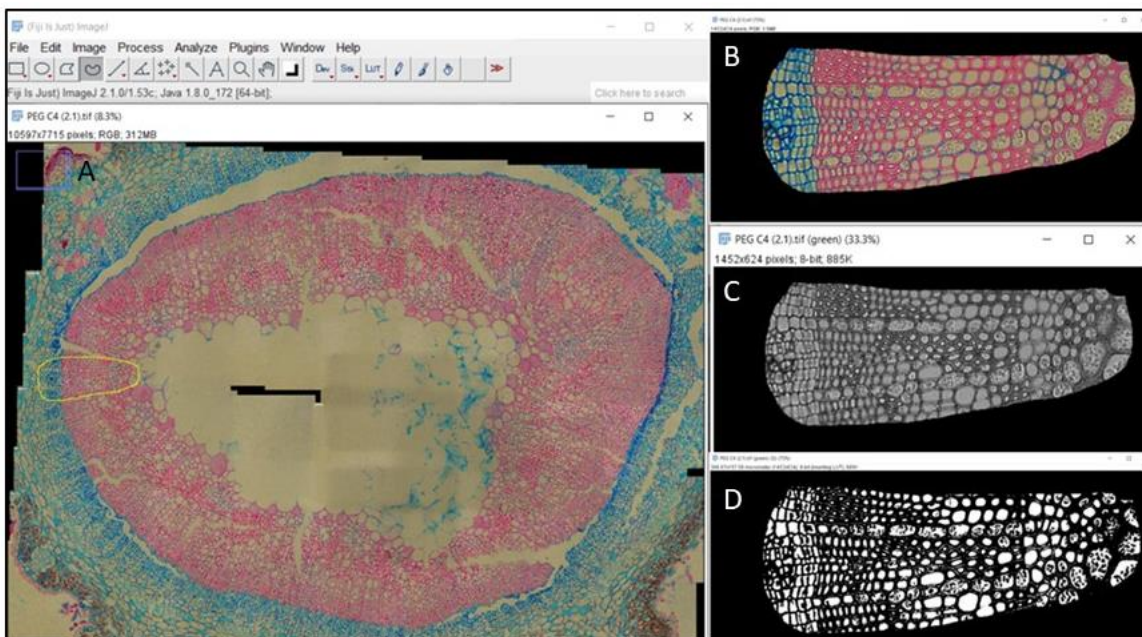 (Fiji Is Just) ImageJ
File Edit Image Process Analyze Plugins Window Help
Dev Stk LUT
Fiji Is Just) ImageJ 2.1.0/1.53c; Java 1.8.0_172 [64-bit];
Click here to search
PEG C4 (2.1).tif (8.3%)
10597x7715 pixels; RGB; 312MB
A
B
PEG C4 (2.1).tif (green) (33.3%)
1452x624 pixels; 8-bit; 885K
C
D